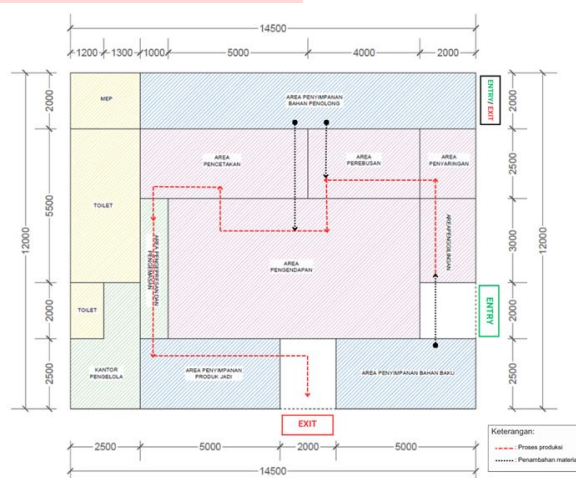 14500
1200
1300
1000
5000
4000
2000
2000
5500
2000
2500
12000
MEP
AREA PENYIMPANAN
BAHAN PENOLONG
ENTRY/ EXIT
2000
2500
3000
2000
2500
12000
AREA
PENCETAKAN
AREA
PEREBUSAN
AREA
PENYARINGAN
TOILET
AREA
PENGENDAPAN
TOILET
ENTRY
KANTOR
PENGELOLA
AREA PENYIMPANAN
PRODUK JADI
AREA PENYIMPANAN BAHAN BAKU
EXIT
2500
5000
2000
5000
14500
Keterangan:
: Proses produksi
: Penambahan materia